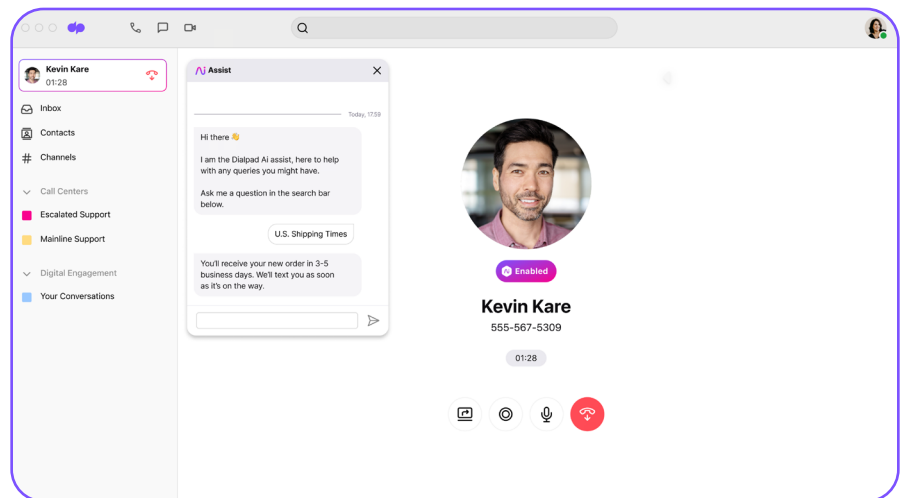 Kevin Kare
01:28
Inbox
Contacts
Channels
Call Centers
Escalated Support
Mainline Support
Digital Engagement
Your Conversations
Ai Assist
Today, 17:59
Hi there 👋
I am the Dialpad Ai assist, here to help
with any queries you might have.
Ask me a question in the search bar
below.
U.S. Shipping Times
You'll receive your new order in 3-5
business days. We'll text you as soon
as it's on the way.
Enabled
Kevin Kare
555-567-5309
01:28